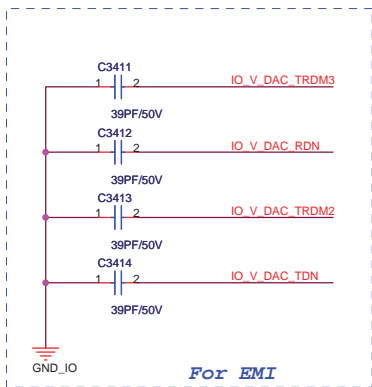 C3411
1 2 IO_V_DAC_TRDM3
39PF/50V
C3412
1 2 IO_V_DAC_RDN
39PF/50V
C3413
1 2 IO_V_DAC_TRDM2
39PF/50V
C3414
1 2 IO_V_DAC_TDN
39PF/50V
GND_IO
For EMI